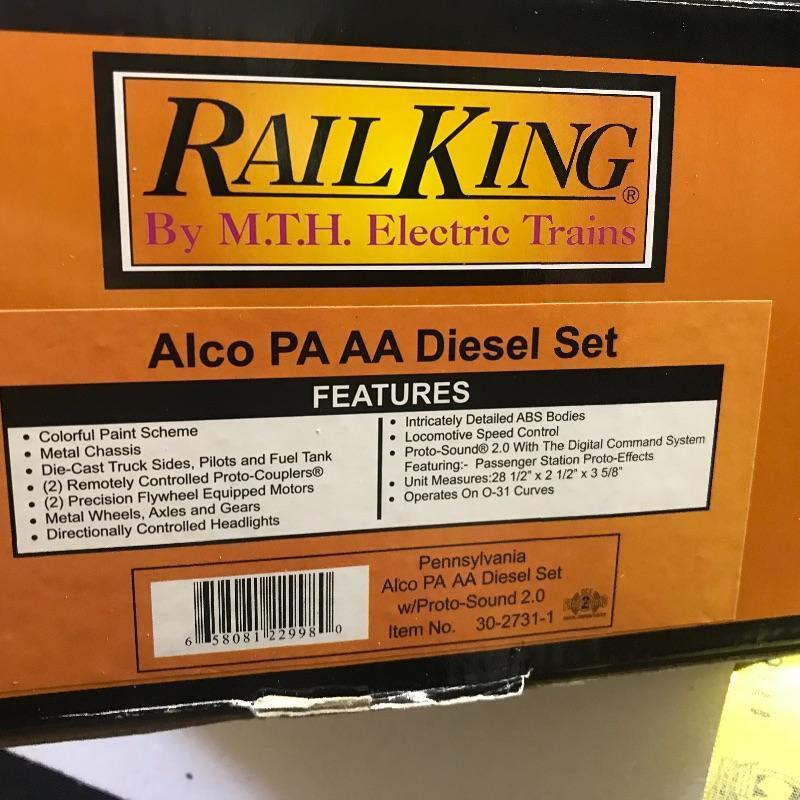 RAILKING®
By M.T.H. Electric Trains
Alco PA AA Diesel Set
FEATURES
• Colorful Paint Scheme
• Metal Chassis
• Die-Cast Truck Sides, Pilots and Fuel Tank
• (2) Remotely Controlled Proto-Couplers®
• (2) Precision Flywheel Equipped Motors
• Metal Wheels, Axles and Gears
• Directionally Controlled Headlights
• Intricately Detailed ABS Bodies
• Locomotive Speed Control
• Proto-Sound® 2.0 With The Digital Command System
Featuring:- Passenger Station Proto-Effects
• Unit Measures:28 1/2" x 2 1/2" x 3 5/8"
• Operates On O-31 Curves
6 58081 22998 0
Pennsylvania
Alco PA AA Diesel Set
w/Proto-Sound 2.0
Item No. 30-2731-1
2